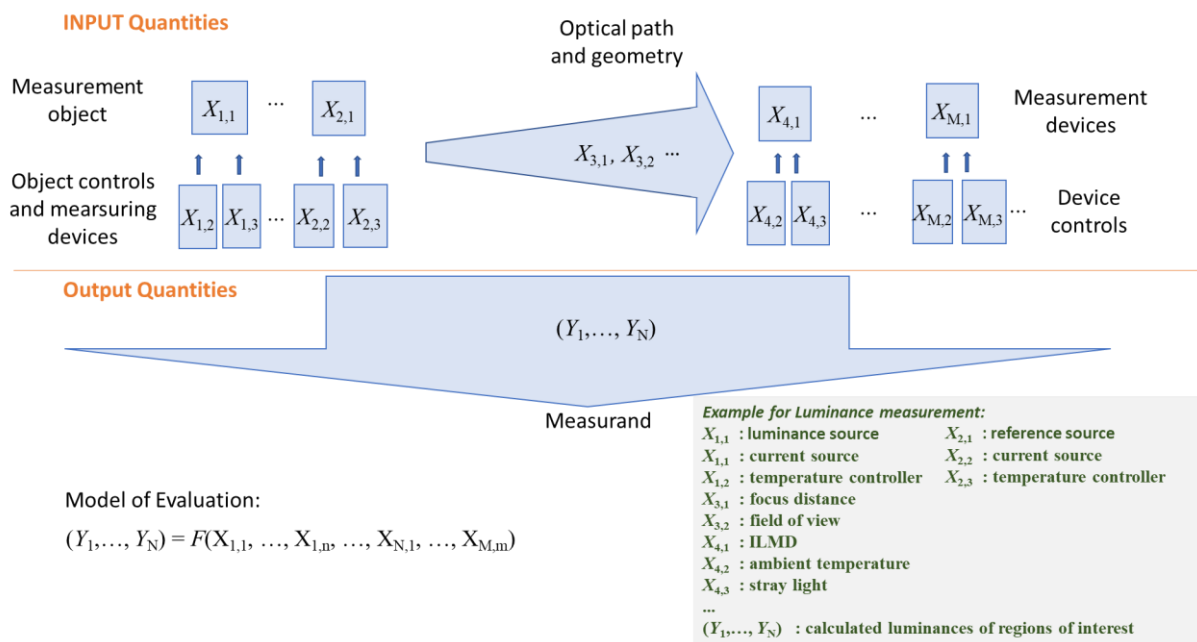 INPUT Quantities
Optical path
and geometry
Measurement
object
X1,1 ... X2,1
X4,1 ... XM,1
Measurement
devices
X3,1, X3,2 ...
Object controls
and mearsuring
devices
X1,2 X1,3 ... X2,2 X2,3
X4,2 X4,3 ... XM,2 XM,3 ...
Device
controls
Output Quantities
(Y1,…, YN)
Measurand
Example for Luminance measurement:
X1,1 : luminance source X2,1 : reference source
X1,1 : current source X2,2 : current source
X1,2 : temperature controller X2,3 : temperature controller
X3,1 : focus distance
X3,2 : field of view
X4,1 : ILMD
X4,2 : ambient temperature
X4,3 : stray light
...
(Y1,…, YN) : calculated luminances of regions of interest
Model of Evaluation:
(Y1,…, YN) = F(X1,1, …, X1,n, …, XN,1, …, XM,m)